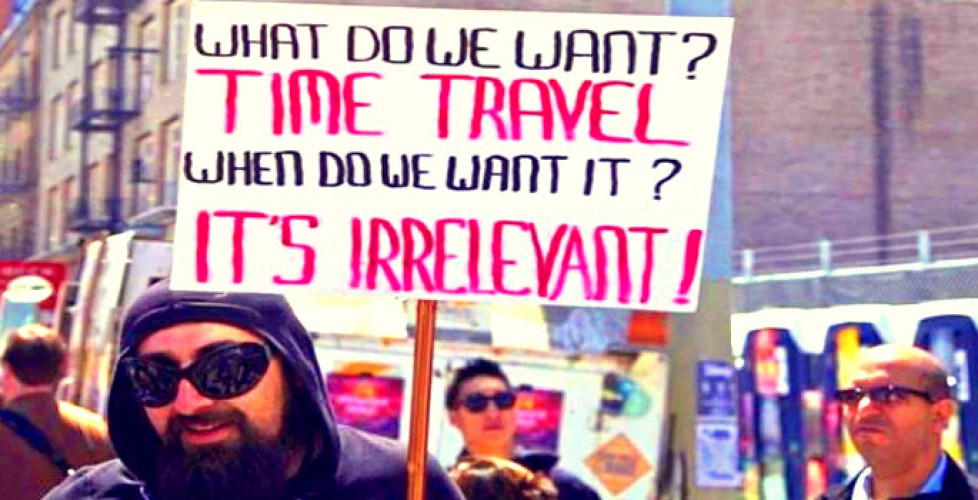 WHAT DO WE WANT?
TIME TRAVEL
WHEN DO WE WANT IT ?
IT'S IRRELEVANT!